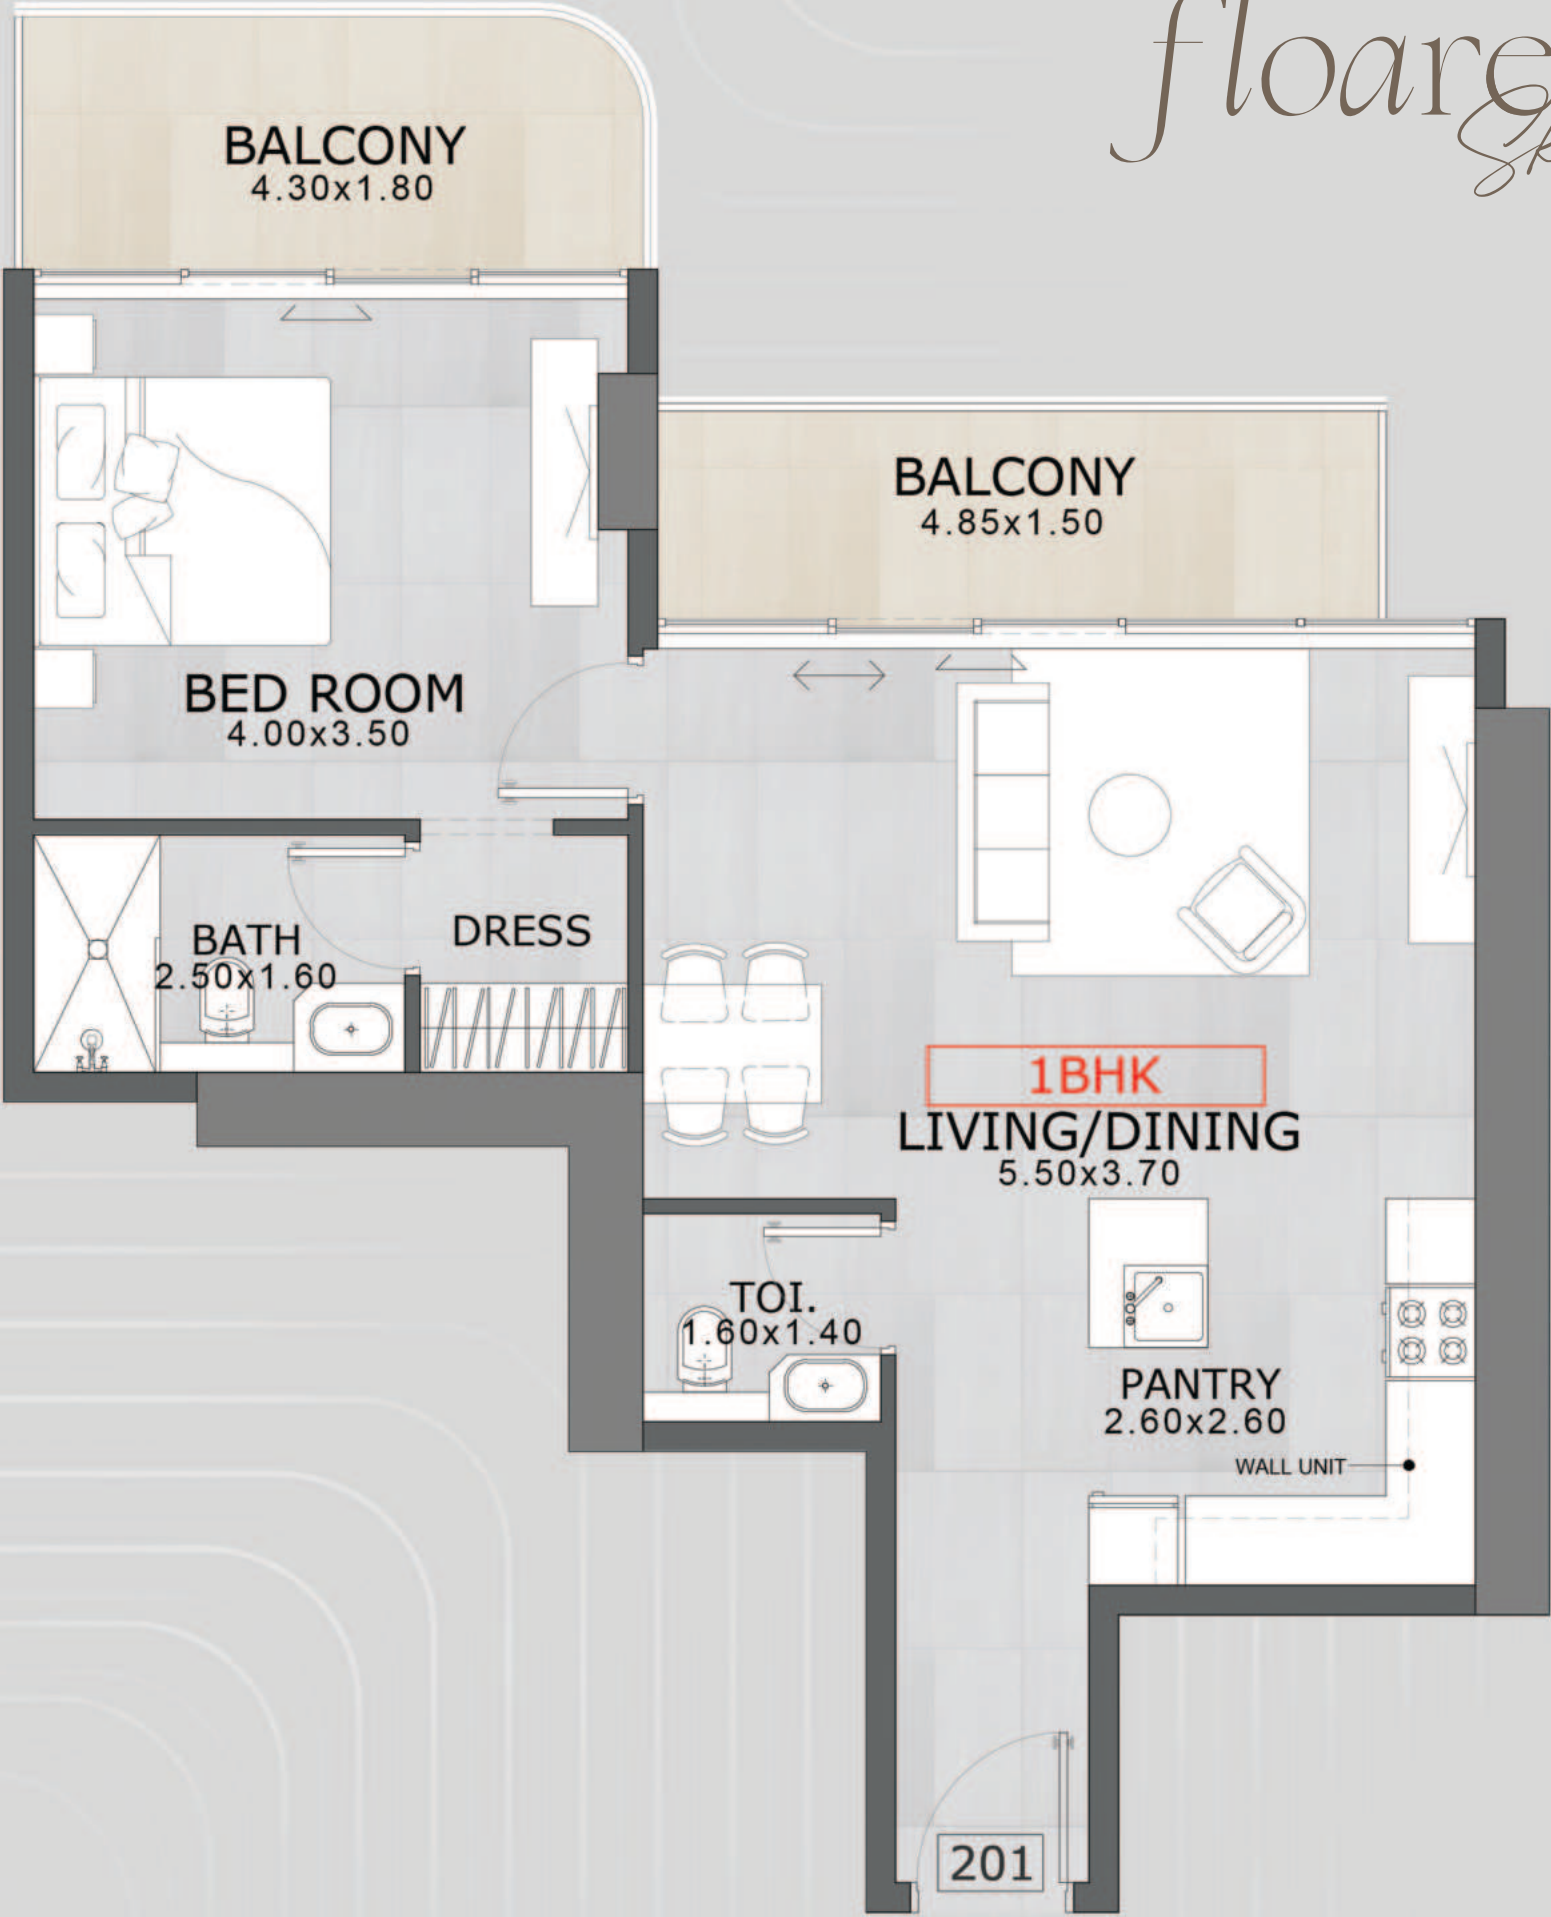 BALCONY
4.30x1.80
BALCONY
4.85x1.50
BED ROOM
4.00x3.50
BATH
2.50x1.60
DRESS
1BHK
LIVING/DINING
5.50x3.70
TOI.
1.60x1.40
PANTRY
2.60x2.60
WALL UNIT
201